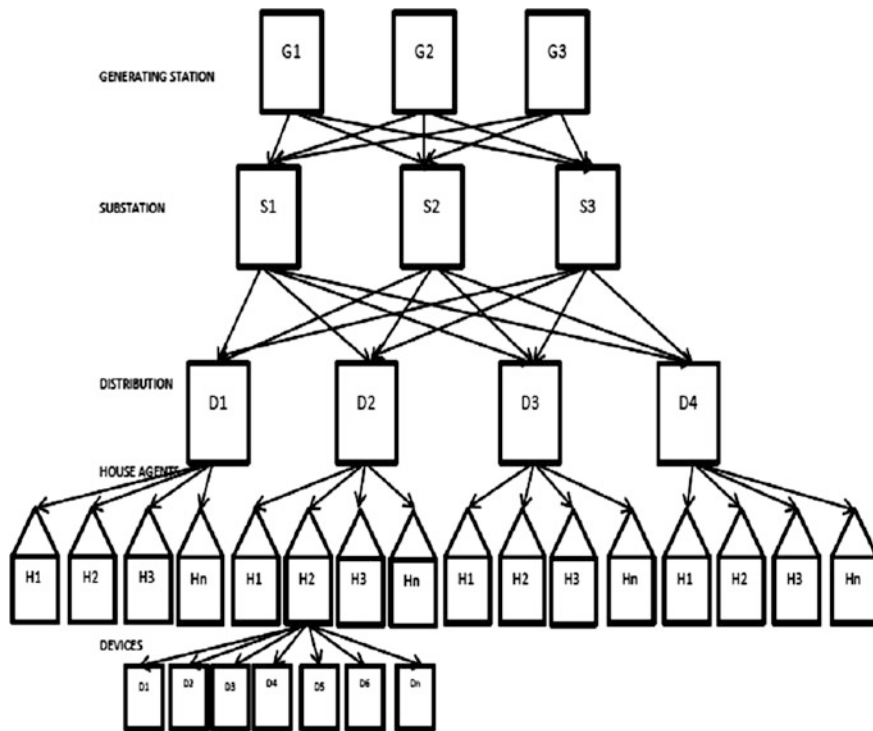 G1 G2 G3
GENERATING STATION
SUBSTATION S1 S2 S3
DISTRIBUTION
D1 D2 D3 D4
HOUSE AGENTS
H1 H2 H3 Hn H1 H2 H3 Hn H1 H2 H3 Hn H1 H2 H3 Hn
DEVICES
D1 D2 D3 D4 D5 D6 Dn